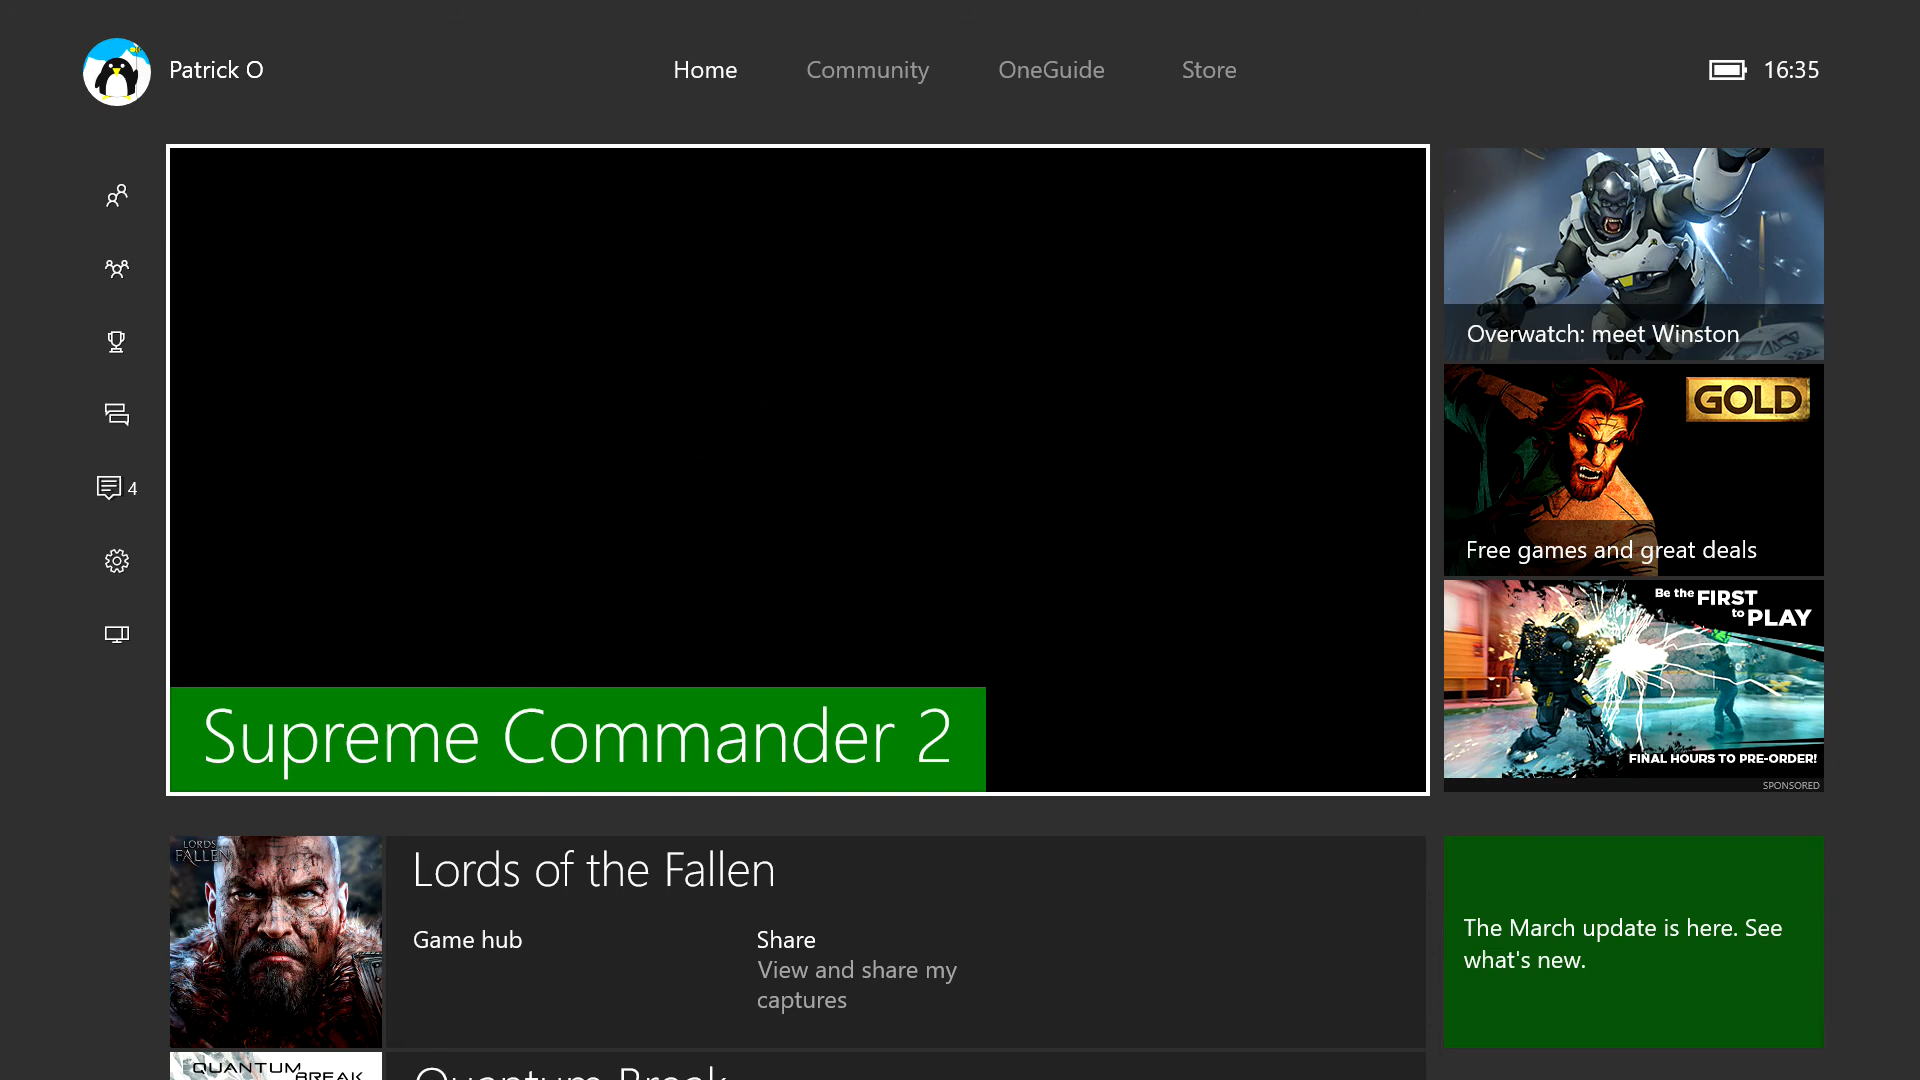 Patrick O
Home
Community
OneGuide
Store
16:35
4
Supreme Commander 2
Overwatch: meet Winston
GOLD
Free games and great deals
Be the FIRST
to PLAY
FINAL HOURS TO PRE-ORDER!
SPONSORED
LORDS
FALLEN
Lords of the Fallen
Game hub
Share
View and share my
captures
The March update is here. See
what's new.
QUANTUM
BREAK
Quantum Break